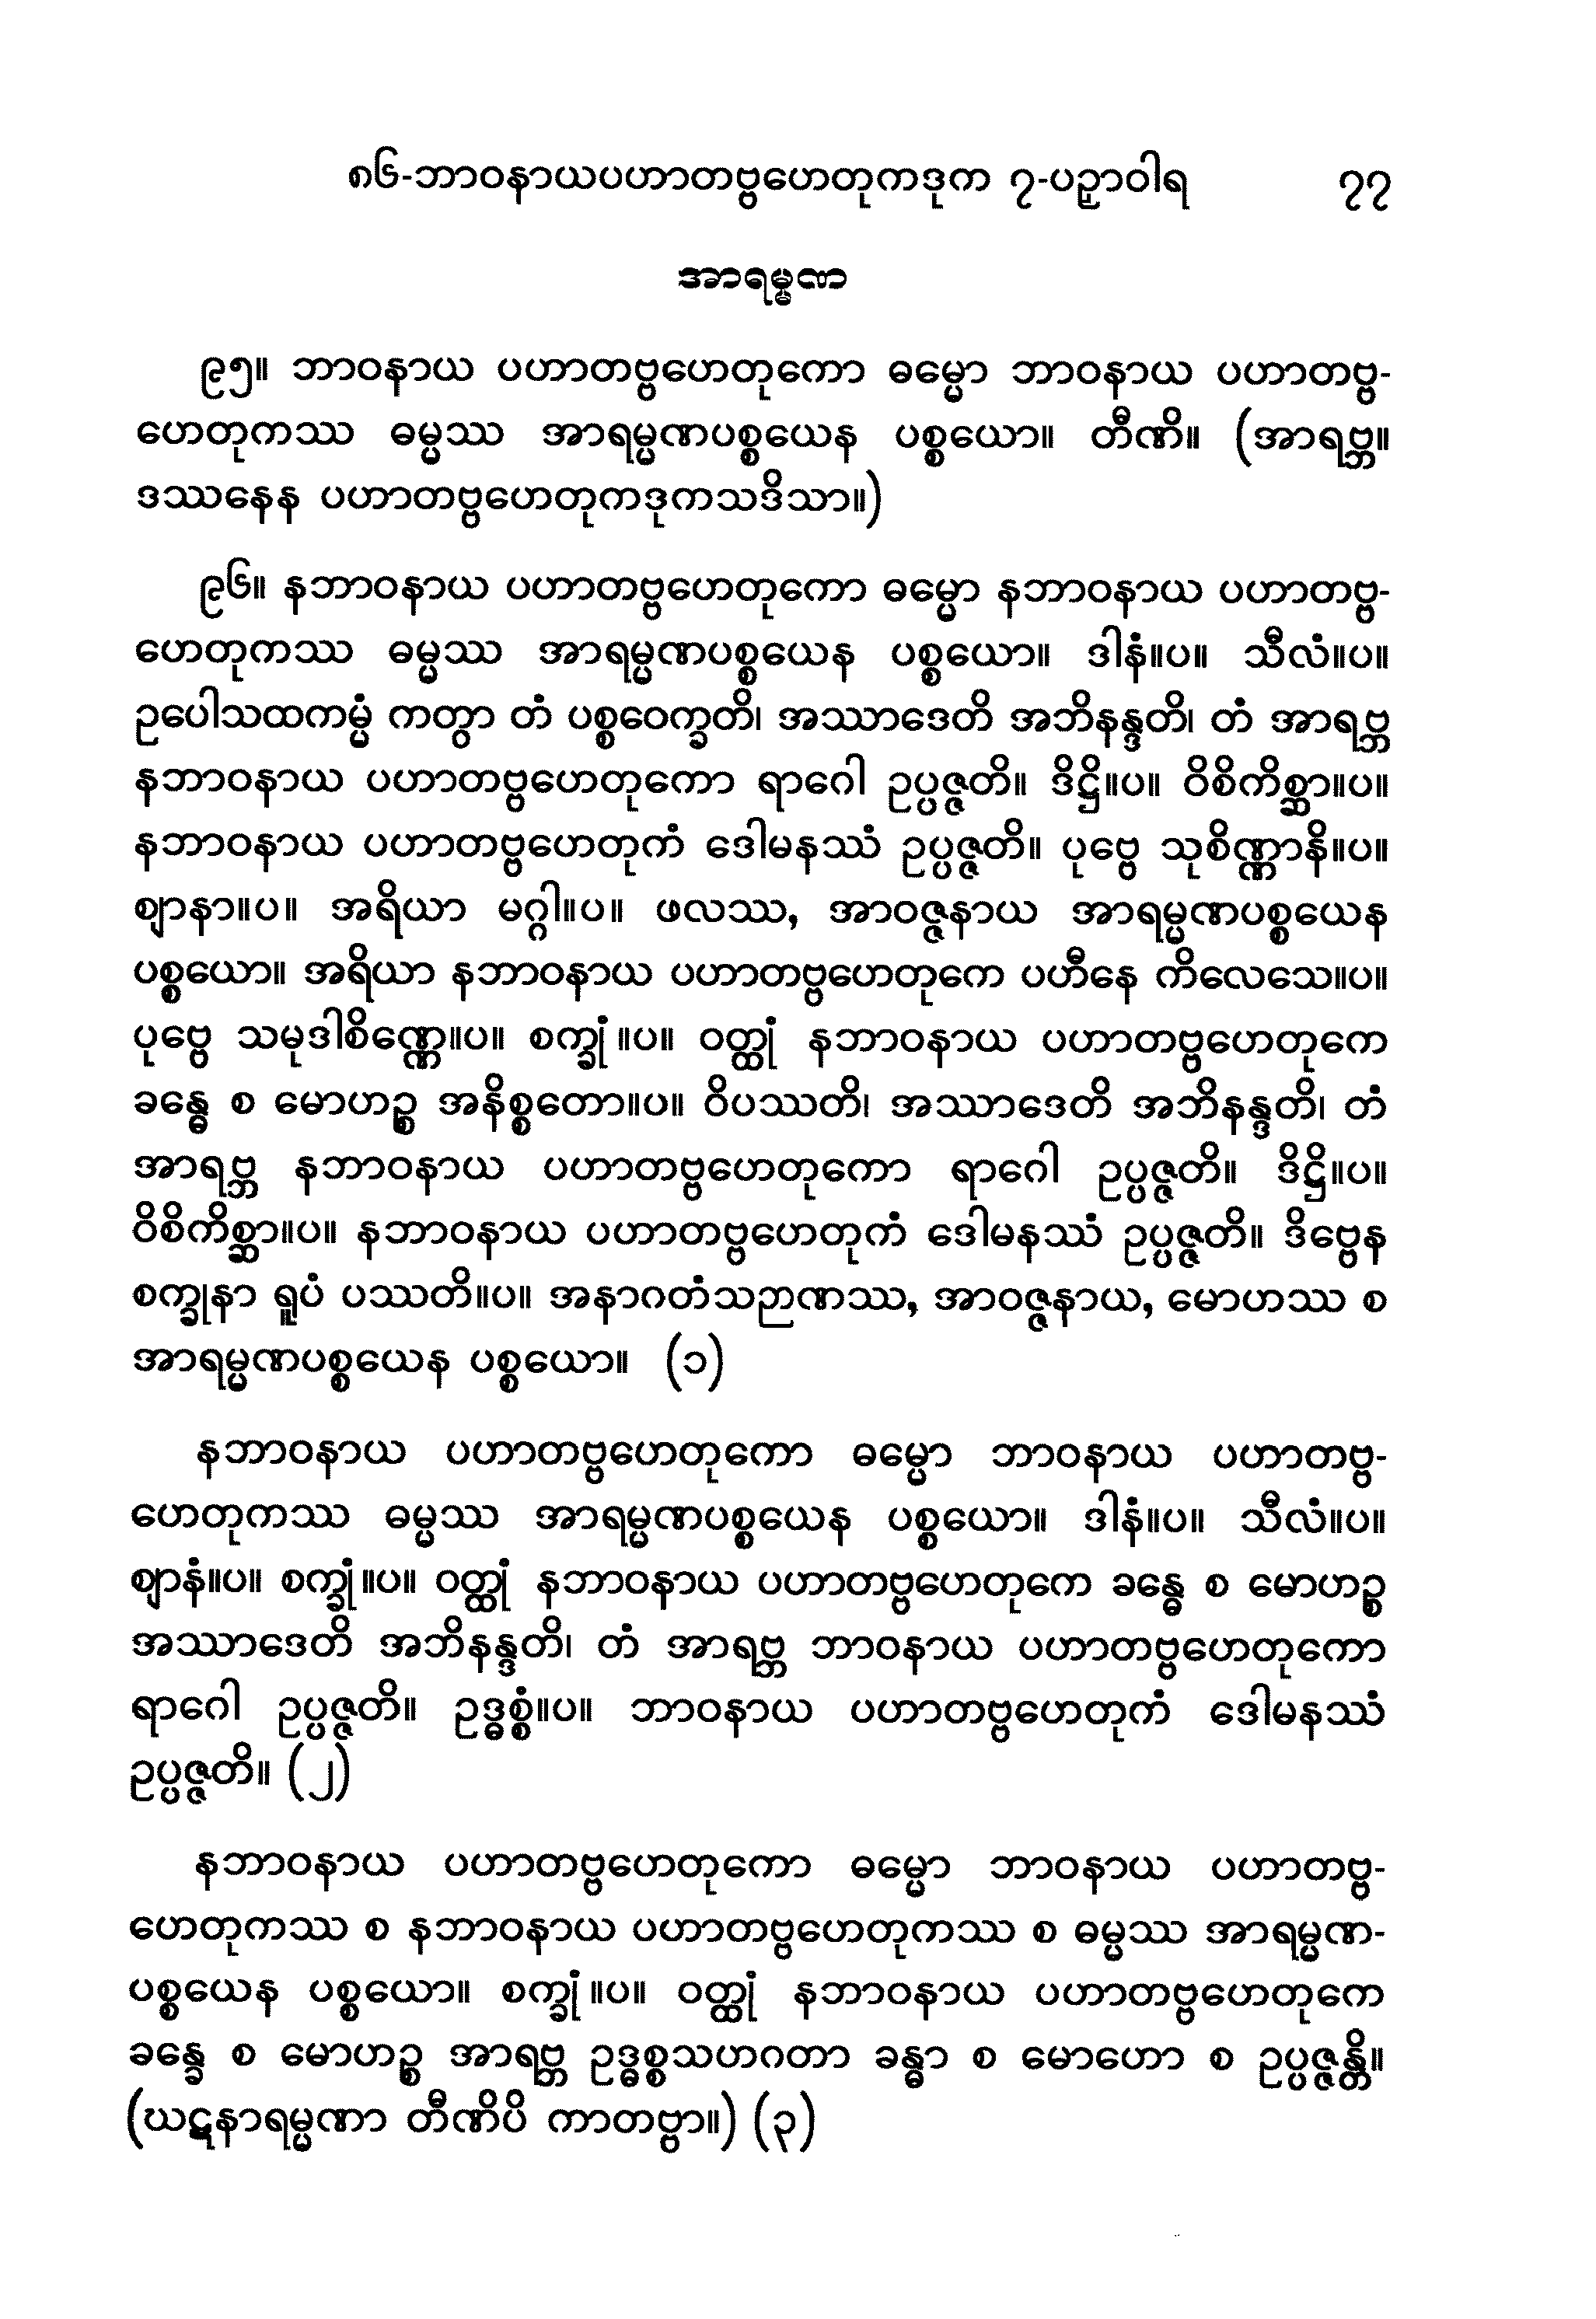 ၈၆-ဘာဝနာယပဟာတဗ္ဗဟေတုကဒုက ၇-ပဉှာဝါရ ၇၇
အာရမ္မဏ
၉၅။ ဘာဝနာယ ပဟာတဗ္ဗဟေတုကော ဓမ္မော ဘာဝနာယ ပဟာတဗ္ဗ-
ဟေတုကဿ ဓမ္မဿ အာရမ္မဏပစ္စယေန ပစ္စယော။ တီဏိ။ (အာရဗ္ဘ။
ဒဿနေန ပဟာတဗ္ဗဟေတုကဒုကသဒိသာ။)
၉၆။ နဘာဝနာယ ပဟာတဗ္ဗဟေတုကော ဓမ္မော နဘာဝနာယ ပဟာတဗ္ဗ-
ဟေတုကဿ ဓမ္မဿ အာရမ္မဏပစ္စယေန ပစ္စယော။ ဒါနံ။ပ။ သီလံ။ပ။
ဥပေါသထကမ္မံ ကတွာ တံ ပစ္စဝေက္ခတိ၊ အဿာဒေတိ အဘိနန္ဒတိ၊ တံ အာရဗ္ဘ
နဘာဝနာယ ပဟာတဗ္ဗဟေတုကော ရာဂေါ ဥပ္ပဇ္ဇတိ။ ဒိဋ္ဌိ။ပ။ ဝိစိကိစ္ဆာ။ပ။
နဘာဝနာယ ပဟာတဗ္ဗဟေတုကံ ဒေါမနဿံ ဥပ္ပဇ္ဇတိ။ ပုဗ္ဗေ သုစိဏ္ဏာနိ။ပ။
ဈာနာ။ပ။ အရိယာ မဂ္ဂါ။ပ။ ဖလဿ, အာဝဇ္ဇနာယ အာရမ္မဏပစ္စယေန
ပစ္စယော။ အရိယာ နဘာဝနာယ ပဟာတဗ္ဗဟေတုကေ ပဟီနေ ကိလေသေ။ပ။
ပုဗ္ဗေ သမုဒါစိဏ္ဏေ။ပ။ စက္ခုံ။ပ။ ဝတ္ထုံ နဘာဝနာယ ပဟာတဗ္ဗဟေတုကေ
ခန္ဓေ စ မောဟဉ္စ အနိစ္စတော။ပ။ ဝိပဿတိ၊ အဿာဒေတိ အဘိနန္ဒတိ၊ တံ
အာရဗ္ဘ နဘာဝနာယ ပဟာတဗ္ဗဟေတုကော ရာဂေါ ဥပ္ပဇ္ဇတိ။ ဒိဋ္ဌိ။ပ။
ဝိစိကိစ္ဆာ။ပ။ နဘာဝနာယ ပဟာတဗ္ဗဟေတုကံ ဒေါမနဿံ ဥပ္ပဇ္ဇတိ။ ဒိဗ္ဗေန
စက္ခုနာ ရူပံ ပဿတိ။ပ။ အနာဂတံသဉာဏဿ, အာဝဇ္ဇနာယ, မောဟဿ စ
အာရမ္မဏပစ္စယေန ပစ္စယော။ (၁)
နဘာဝနာယ ပဟာတဗ္ဗဟေတုကော ဓမ္မော ဘာဝနာယ ပဟာတဗ္ဗ-
ဟေတုကဿ ဓမ္မဿ အာရမ္မဏပစ္စယေန ပစ္စယော။ ဒါနံ။ပ။ သီလံ။ပ။
ဈာနံ။ပ။ စက္ခုံ။ပ။ ဝတ္ထုံ နဘာဝနာယ ပဟာတဗ္ဗဟေတုကေ ခန္ဓေ စ မောဟဉ္စ
အဿာဒေတိ အဘိနန္ဒတိ၊ တံ အာရဗ္ဘ ဘာဝနာယ ပဟာတဗ္ဗဟေတုကော
ရာဂေါ ဥပ္ပဇ္ဇတိ။ ဥဒ္ဓစ္စံ။ပ။ ဘာဝနာယ ပဟာတဗ္ဗဟေတုကံ ဒေါမနဿံ
ဥပ္ပဇ္ဇတိ။ (၂)
နဘာဝနာယ ပဟာတဗ္ဗဟေတုကော ဓမ္မော ဘာဝနာယ ပဟာတဗ္ဗ-
ဟေတုကဿ စ နဘာဝနာယ ပဟာတဗ္ဗဟေတုကဿ စ ဓမ္မဿ အာရမ္မဏ-
ပစ္စယေန ပစ္စယော။ စက္ခုံ။ပ။ ဝတ္ထုံ နဘာဝနာယ ပဟာတဗ္ဗဟေတုကေ
ခန္ဓေ စ မောဟဉ္စ အာရဗ္ဘ ဥဒ္ဓစ္စသဟဂတာ ခန္ဓာ စ မောဟော စ ဥပ္ပဇ္ဇန္တိ။
(ဃဋနာရမ္မဏာ တီဏိပိ ကာတဗ္ဗာ။) (၃)